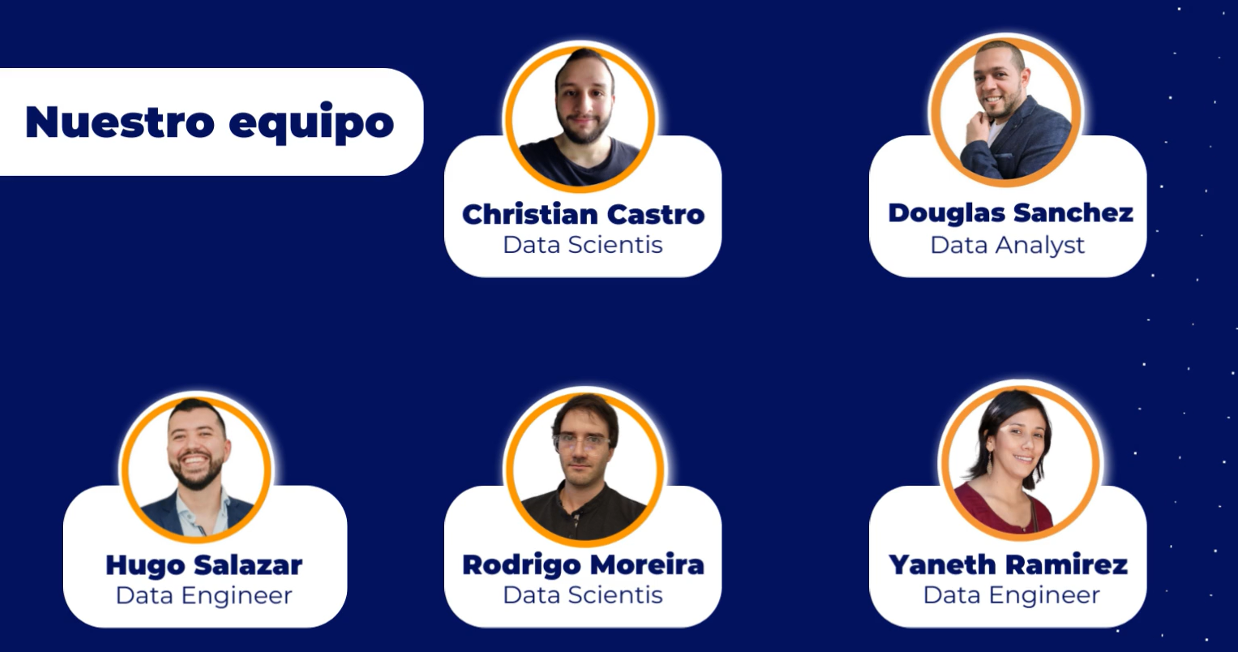 Nuestro equipo
Christian Castro
Data Scientis
Douglas Sanchez
Data Analyst
Hugo Salazar
Data Engineer
Rodrigo Moreira
Data Scientis
Yaneth Ramirez
Data Engineer